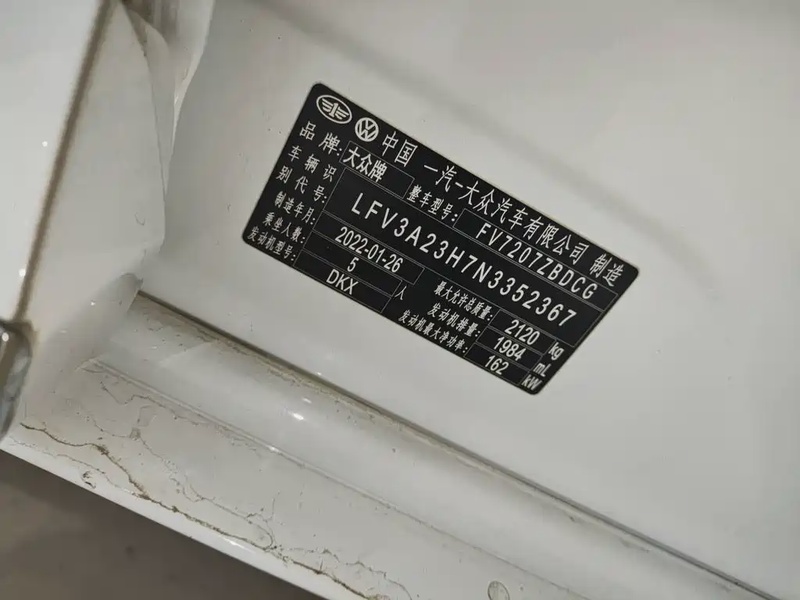 中国 一汽-大众汽车有限公司 制造
品牌: 大众牌 整车型号: FV7207ZBDCG
车辆识别代号: LFV3A23H7N3352367
制造年月: 2022-01-26 最大允许总质量: 2120 kg
乘坐人数: 5 人 发动机排量: 1984 mL
发动机型号: DKX 发动机最大净功率: 162 kW